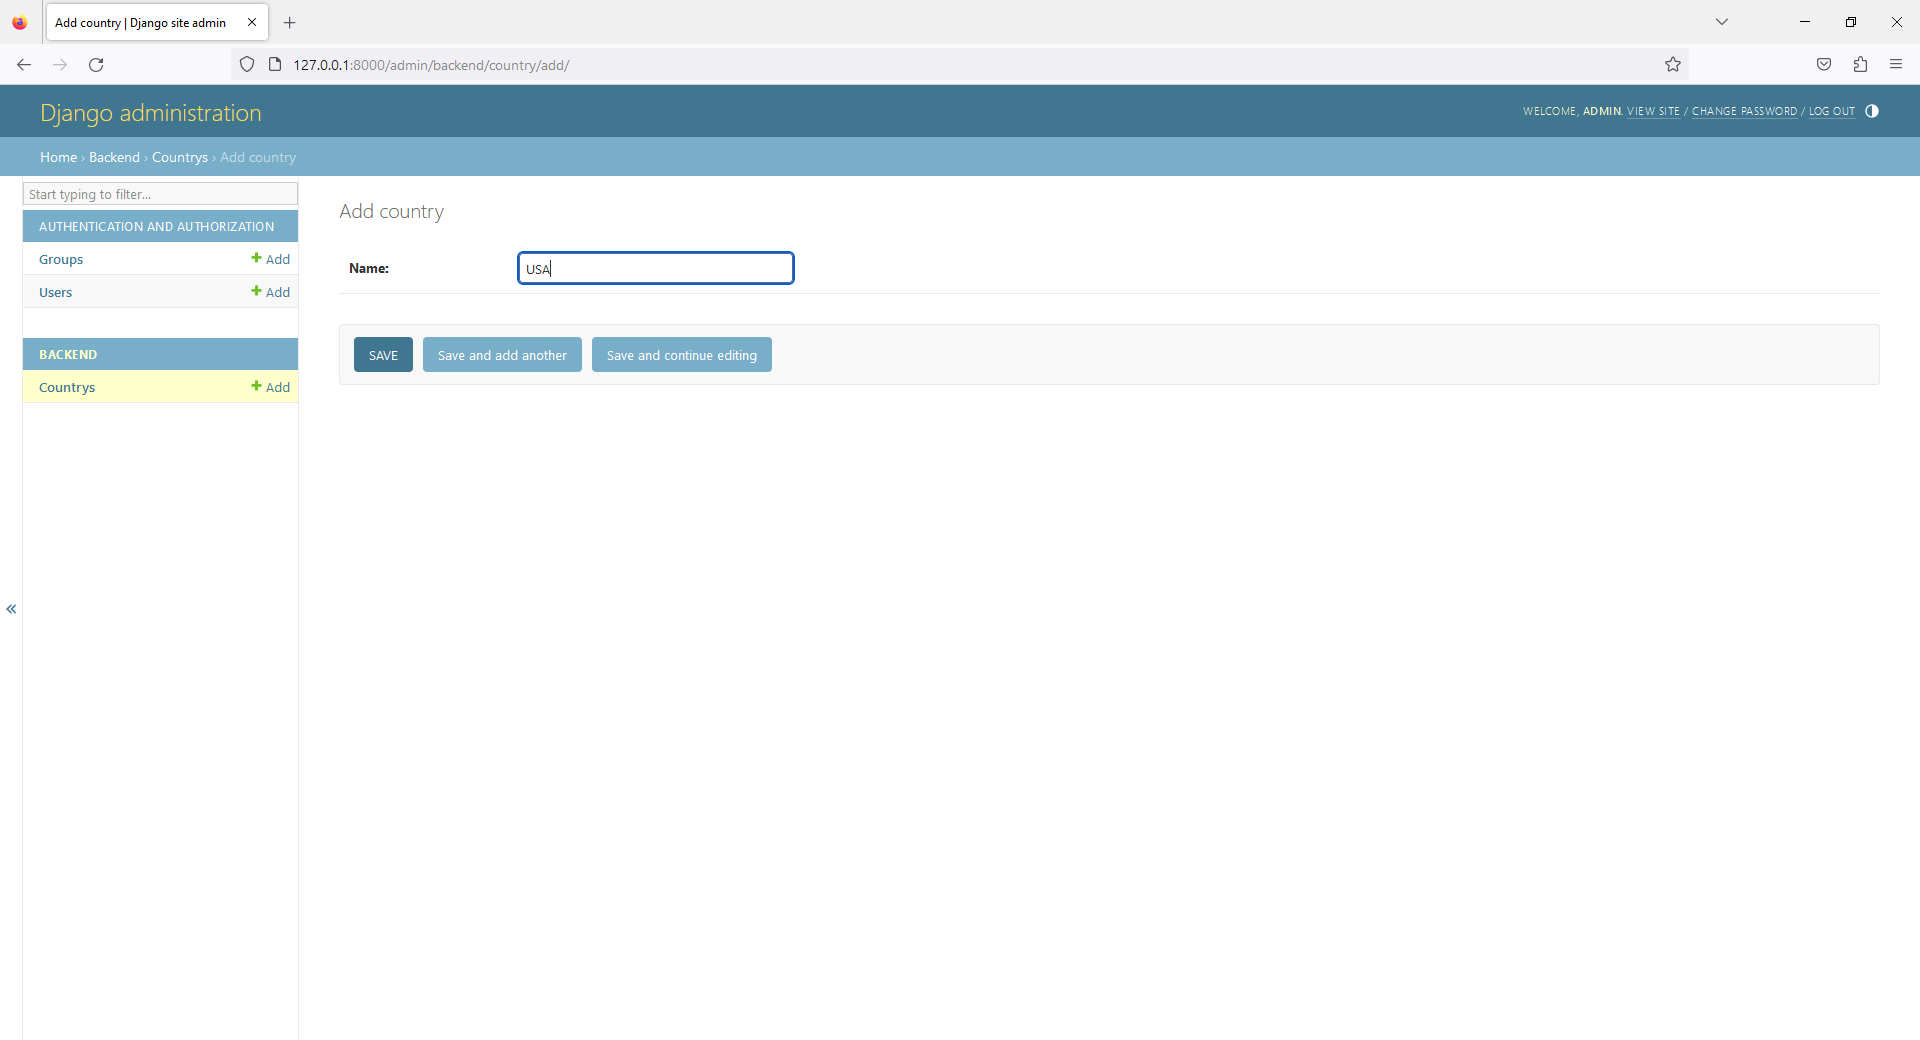 Add country | Django site admin
127.0.0.1:8000/admin/backend/country/add/
Django administration
WELCOME, ADMIN. VIEW SITE / CHANGE PASSWORD / LOG OUT
Home › Backend › Countrys › Add country
Start typing to filter...
AUTHENTICATION AND AUTHORIZATION
Groups + Add
Users + Add
BACKEND
Countrys + Add
«
Add country
Name: USA
SAVE Save and add another Save and continue editing